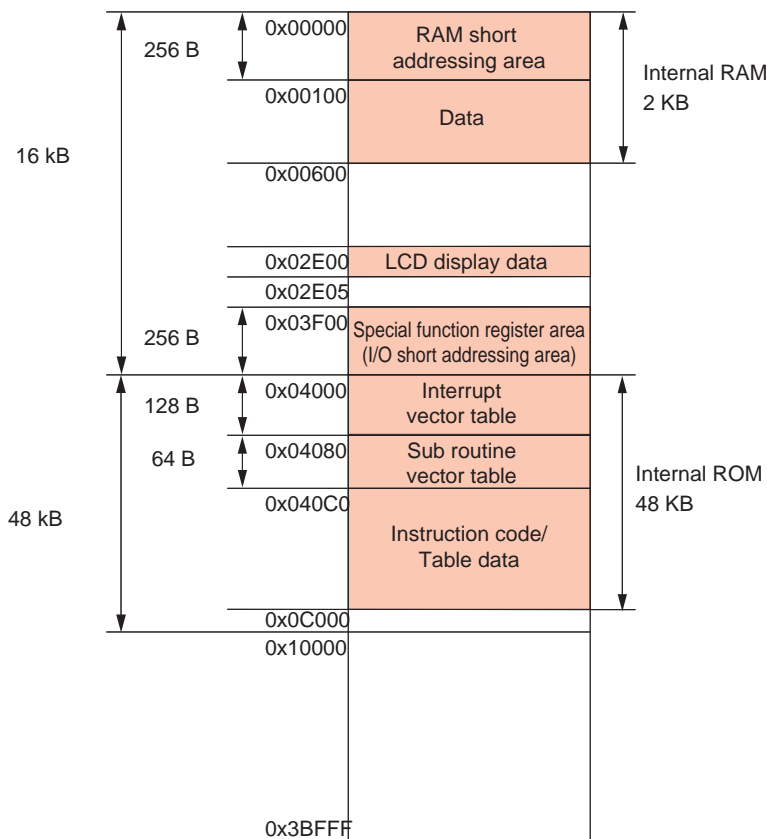 0x00000
256 B
RAM short
addressing area
Internal RAM
2 KB
0x00100
Data
16 kB
0x00600
0x02E00
LCD display data
0x02E05
0x03F00
256 B
Special function register area
(I/O short addressing area)
0x04000
128 B
Interrupt
vector table
0x04080
64 B
Sub routine
vector table
Internal ROM
48 KB
0x040C0
48 kB
Instruction code/
Table data
0x0C000
0x10000
0x3BFFF